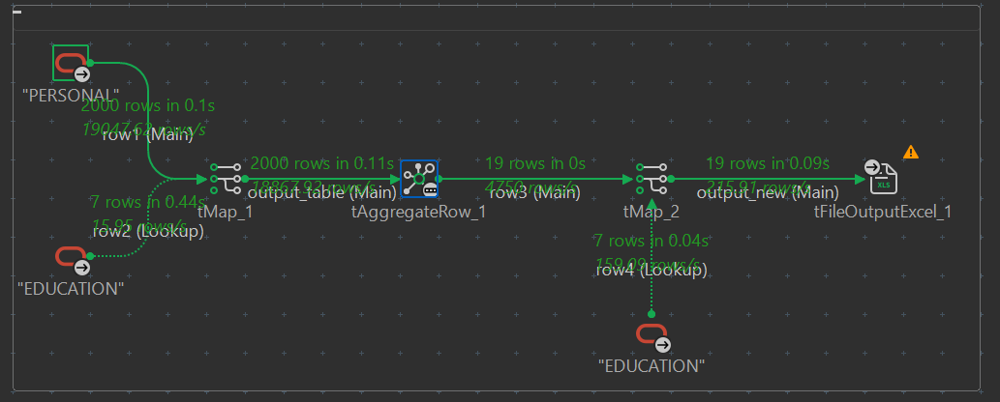 "PERSONAL"
2000 rows in 0.1s
19047.62 rows/s
row1 (Main)
7 rows in 0.44s
15.95 rows/s
row2 (Lookup)
"EDUCATION"
tMap_1
2000 rows in 0.11s
18867.92 rows/s
output_table (Main)
tAggregateRow_1
19 rows in 0s
4750 rows/s
row3 (Main)
tMap_2
7 rows in 0.04s
159.09 rows/s
row4 (Lookup)
"EDUCATION"
19 rows in 0.09s
215.91 rows/s
output_new (Main)
XLS
tFileOutputExcel_1